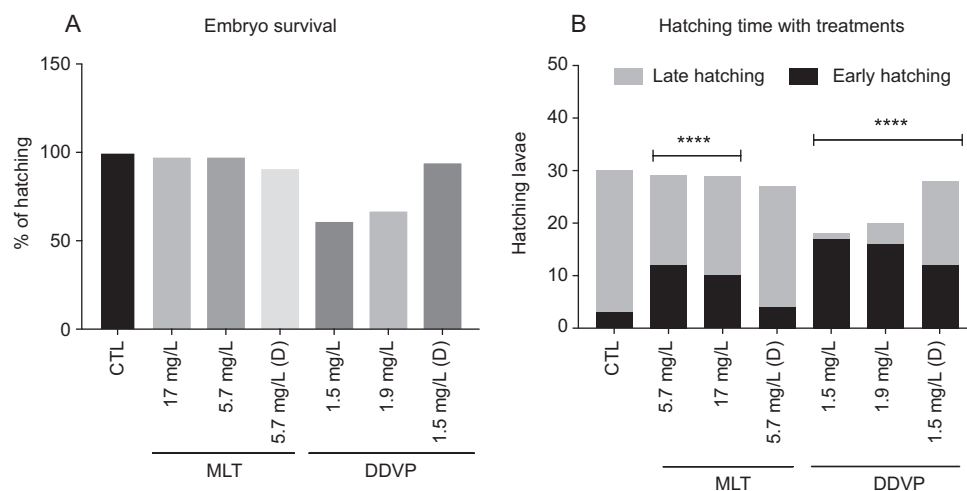 A
Embryo survival
% of hatching
150
100
50
0
CTL
17 mg/L
5.7 mg/L
5.7 mg/L (D)
1.5 mg/L
1.9 mg/L
1.5 mg/L (D)
MLT
DDVP
B
Hatching time with treatments
Late hatching
Early hatching
Hatching lavae
50
40
30
20
10
0
****
****
CTL
5.7 mg/L
17 mg/L
5.7 mg/L (D)
1.5 mg/L
1.9 mg/L
1.5 mg/L (D)
MLT
DDVP